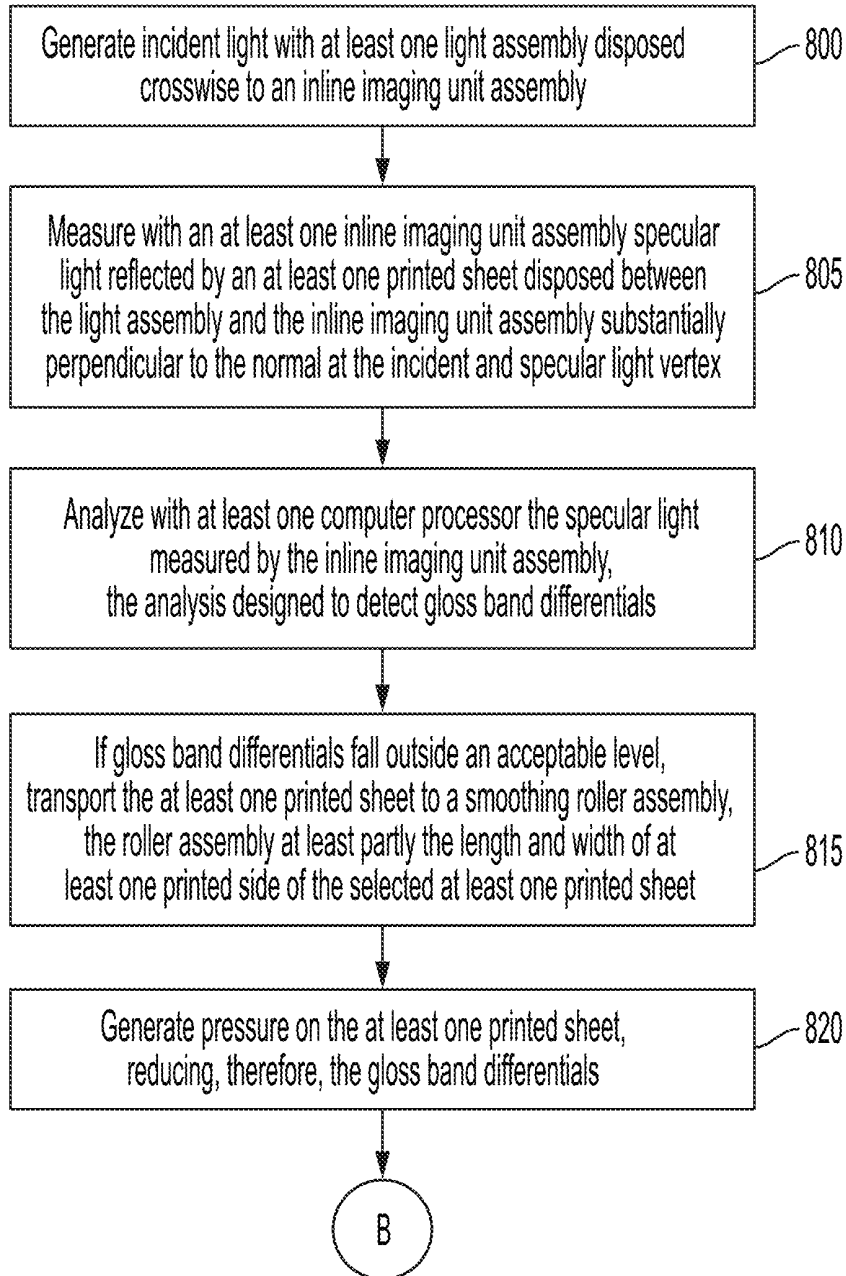 Generate incident light with at least one light assembly disposed
crosswise to an inline imaging unit assembly
800
Measure with an at least one inline imaging unit assembly specular
light reflected by an at least one printed sheet disposed between
the light assembly and the inline imaging unit assembly substantially
perpendicular to the normal at the incident and specular light vertex
805
Analyze with at least one computer processor the specular light
measured by the inline imaging unit assembly,
the analysis designed to detect gloss band differentials
810
If gloss band differentials fall outside an acceptable level,
transport the at least one printed sheet to a smoothing roller assembly,
the roller assembly at least partly the length and width of at
least one printed side of the selected at least one printed sheet
815
Generate pressure on the at least one printed sheet,
reducing, therefore, the gloss band differentials
820
B